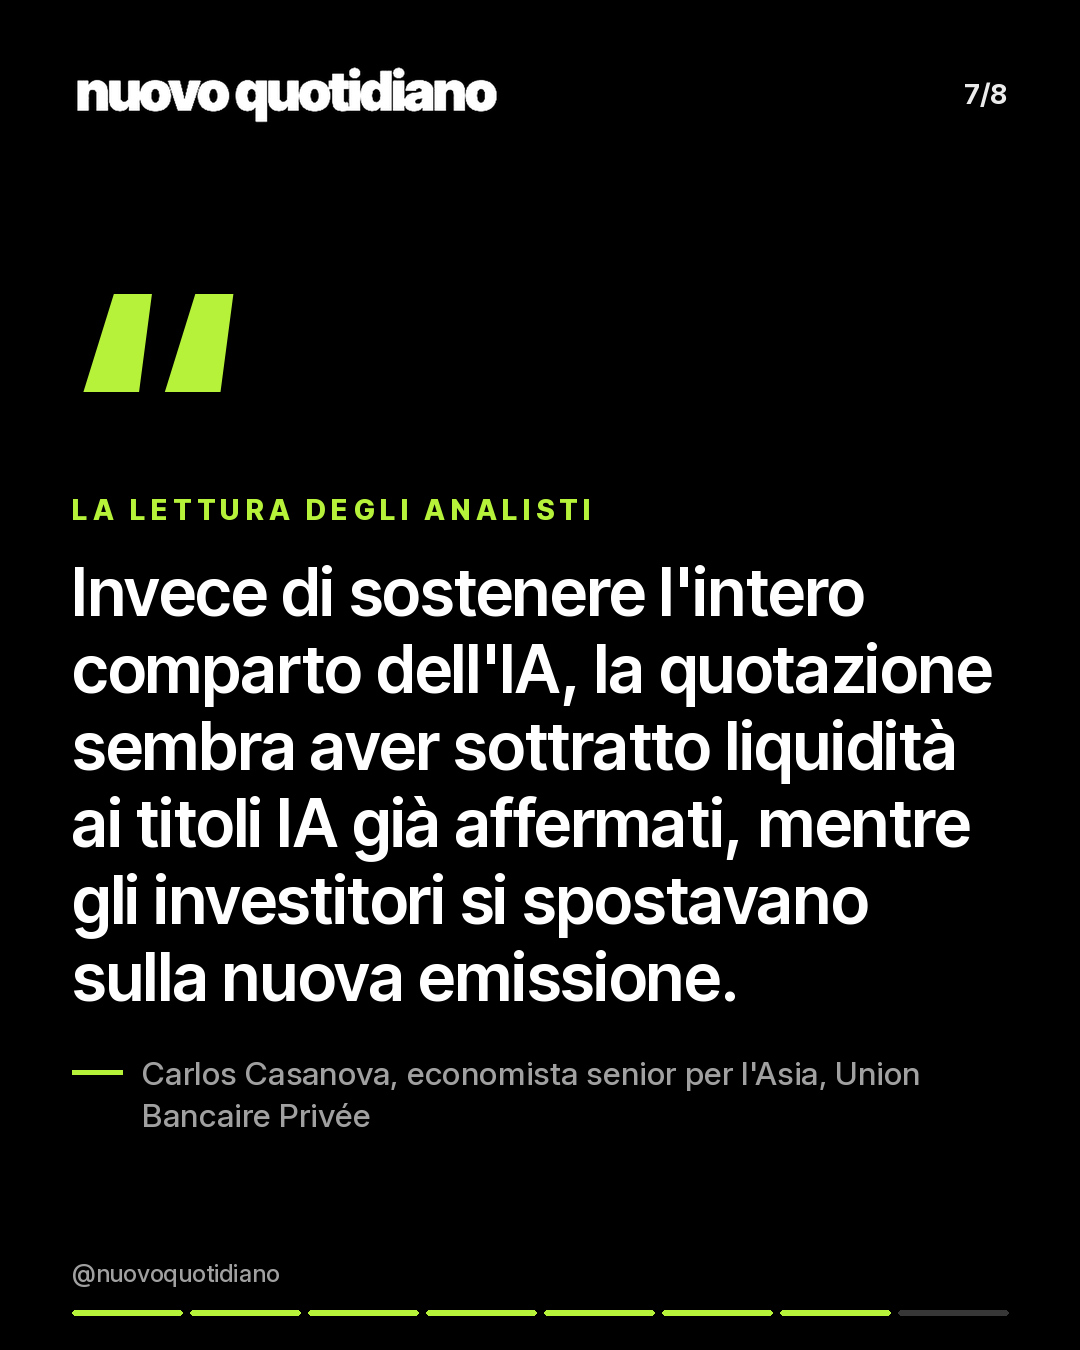 nuovo quotidiano
7/8
"
LA LETTURA DEGLI ANALISTI
Invece di sostenere l'intero
comparto dell'IA, la quotazione
sembra aver sottratto liquidità
ai titoli IA già affermati, mentre
gli investitori si spostavano
sulla nuova emissione.
Carlos Casanova, economista senior per l'Asia, Union
Bancaire Privée
@nuovoquotidiano